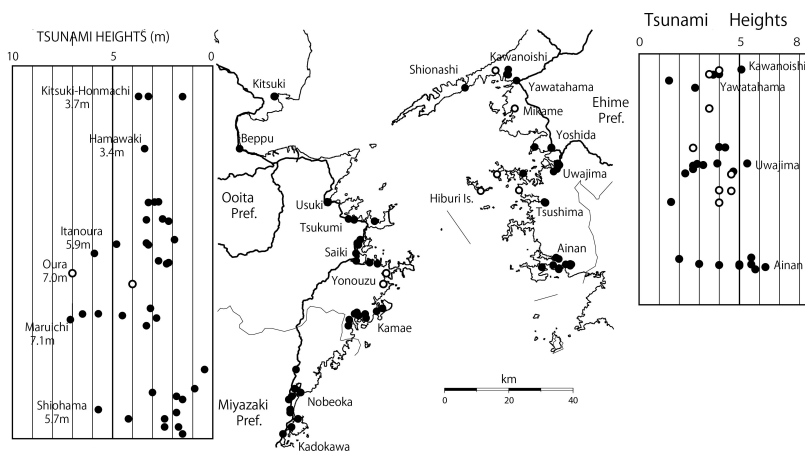 TSUNAMI HEIGHTS (m)
10 5 0
Kitsuki-Honmachi
3.7m
Hamawaki
3.4m
Itanoura
5.9m
Oura
7.0m
Maruichi
7.1m
Shiohama
5.7m
Kitsuki
Beppu
Ooita
Pref.
Usuki
Tsukumi
Saiki
Yonouzu
Kamae
Miyazaki
Pref.
Nobeoka
Kadokawa
Kawanoishi
Shionashi
Yawatahama
Mikame
Ehime
Pref.
Yoshida
Uwajima
Hiburi Is.
Tsushima
Ainan
km
0 20 40
Tsunami Heights
0 5 8
Kawanoishi
Yawatahama
Uwajima
Ainan